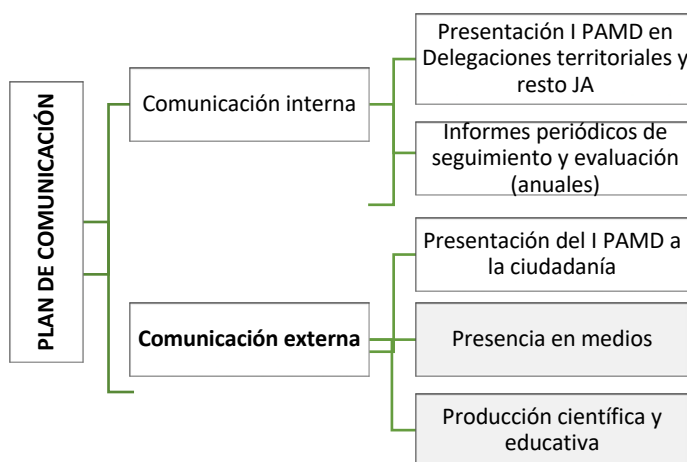 PLAN DE COMUNICACIÓN
Comunicación interna
Presentación I PAMD en
Delegaciones territoriales y
resto JA
Informes periódicos de
seguimiento y evaluación
(anuales)
Comunicación externa
Presentación del I PAMD a
la ciudadanía
Presencia en medios
Producción científica y
educativa